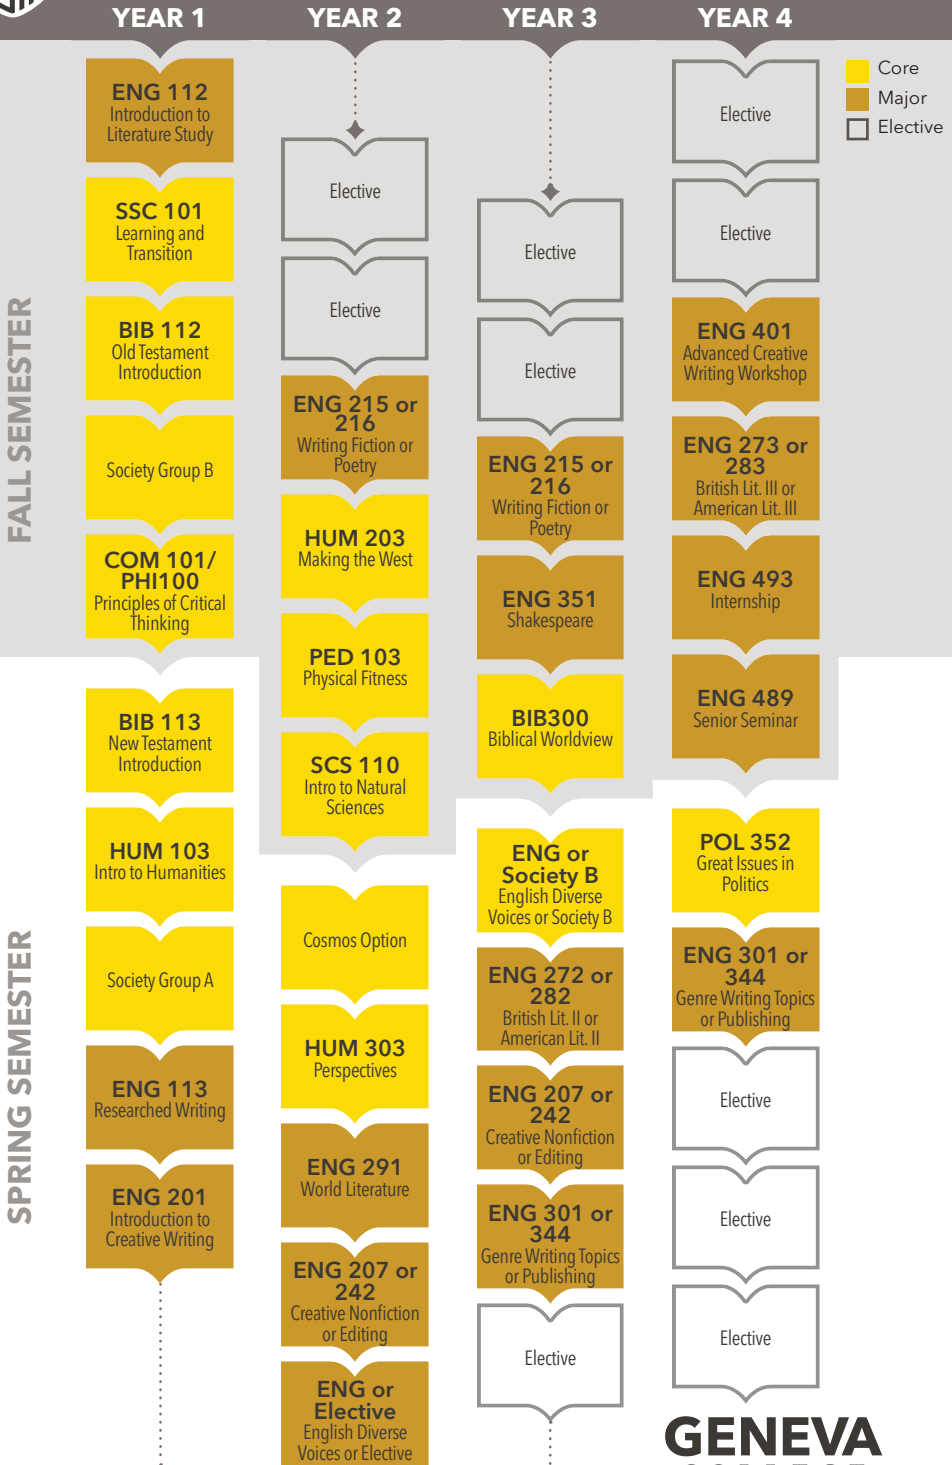 YEAR 1
YEAR 2
YEAR 3
YEAR 4
Core
Major
Elective
FALL SEMESTER
SPRING SEMESTER
ENG 112
Introduction to
Literature Study
SSC 101
Learning and
Transition
BIB 112
Old Testament
Introduction
Society Group B
COM 101/
PHI100
Principles of Critical
Thinking
BIB 113
New Testament
Introduction
HUM 103
Intro to Humanities
Society Group A
ENG 113
Researched Writing
ENG 201
Introduction to
Creative Writing
Elective
Elective
ENG 215 or
216
Writing Fiction or
Poetry
HUM 203
Making the West
PED 103
Physical Fitness
SCS 110
Intro to Natural
Sciences
Cosmos Option
HUM 303
Perspectives
ENG 291
World Literature
ENG 207 or
242
Creative Nonfiction
or Editing
ENG or
Elective
English Diverse
Voices or Elective
Elective
Elective
ENG 215 or
216
Writing Fiction or
Poetry
ENG 351
Shakespeare
BIB300
Biblical Worldview
ENG or
Society B
English Diverse
Voices or Society B
ENG 272 or
282
British Lit. II or
American Lit. II
ENG 207 or
242
Creative Nonfiction
or Editing
ENG 301 or
344
Genre Writing Topics
or Publishing
Elective
Elective
Elective
ENG 401
Advanced Creative
Writing Workshop
ENG 273 or
283
British Lit. III or
American Lit. III
ENG 493
Internship
ENG 489
Senior Seminar
POL 352
Great Issues in
Politics
ENG 301 or
344
Genre Writing Topics
or Publishing
Elective
Elective
Elective
GENEVA